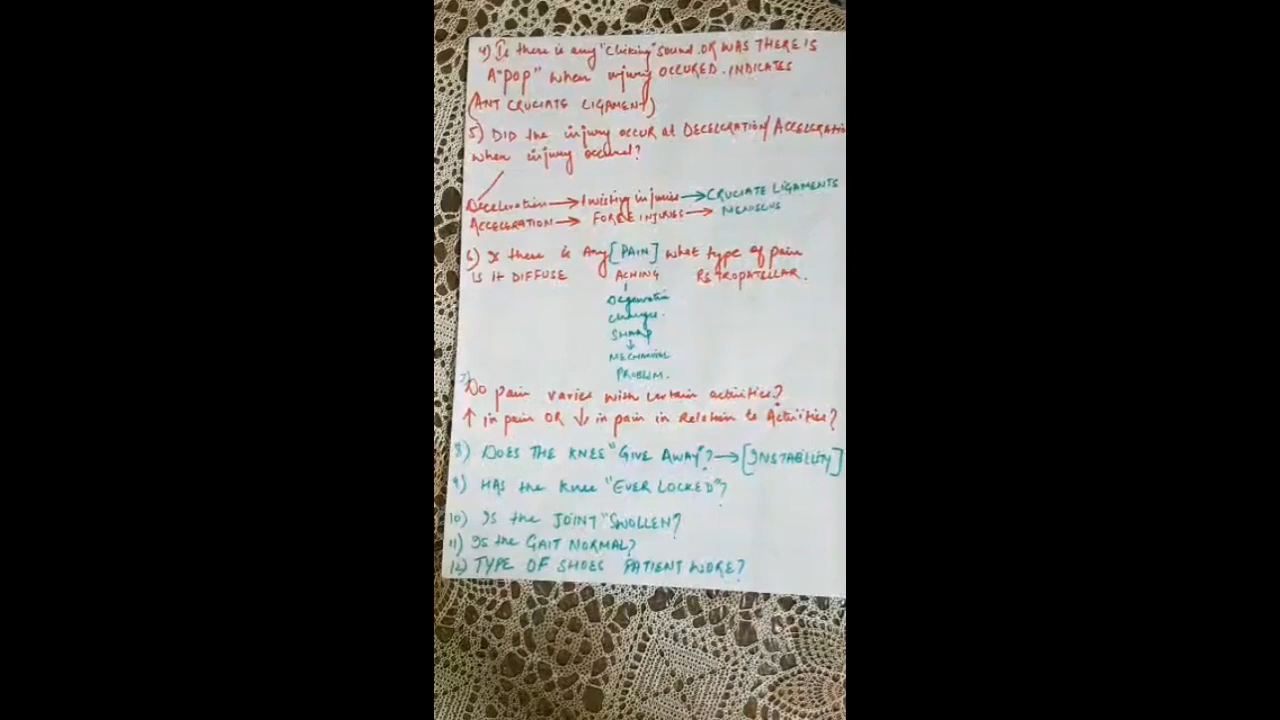 4) Is there is any "Clicking" sound. OR WAS THERE IS
A "POP" when injury OCCURED. INDICATES
(ANT CRUCIATE LIGAMENT)
5) DID the injury OCCUR at DECELERATION/ACCELERATIO
when injury occured?
Deceleration → twisting injuries → CRUCIATE LIGAMENTS
ACCELERATION → FORCE INJURIES → MENISCUS
6) Is there is Any [PAIN] what type of pain
is it DIFFUSE ACHING RETROPATELLAR.
Degenerative
changes.
SHARP
↓
MECHANICAL
PROBLEM.
7) Do pain varies with certain activities?
↑ in pain OR ↓ in pain in Relation to Activities?
8) DOES THE KNEE "GIVE AWAY"? → [INSTABILITY]
9) HAS the Knee "EVER LOCKED"?
10) Is the JOINT "SWOLLEN?
11) Is the GAIT NORMAL?
12) TYPE OF SHOES PATIENT WORE?